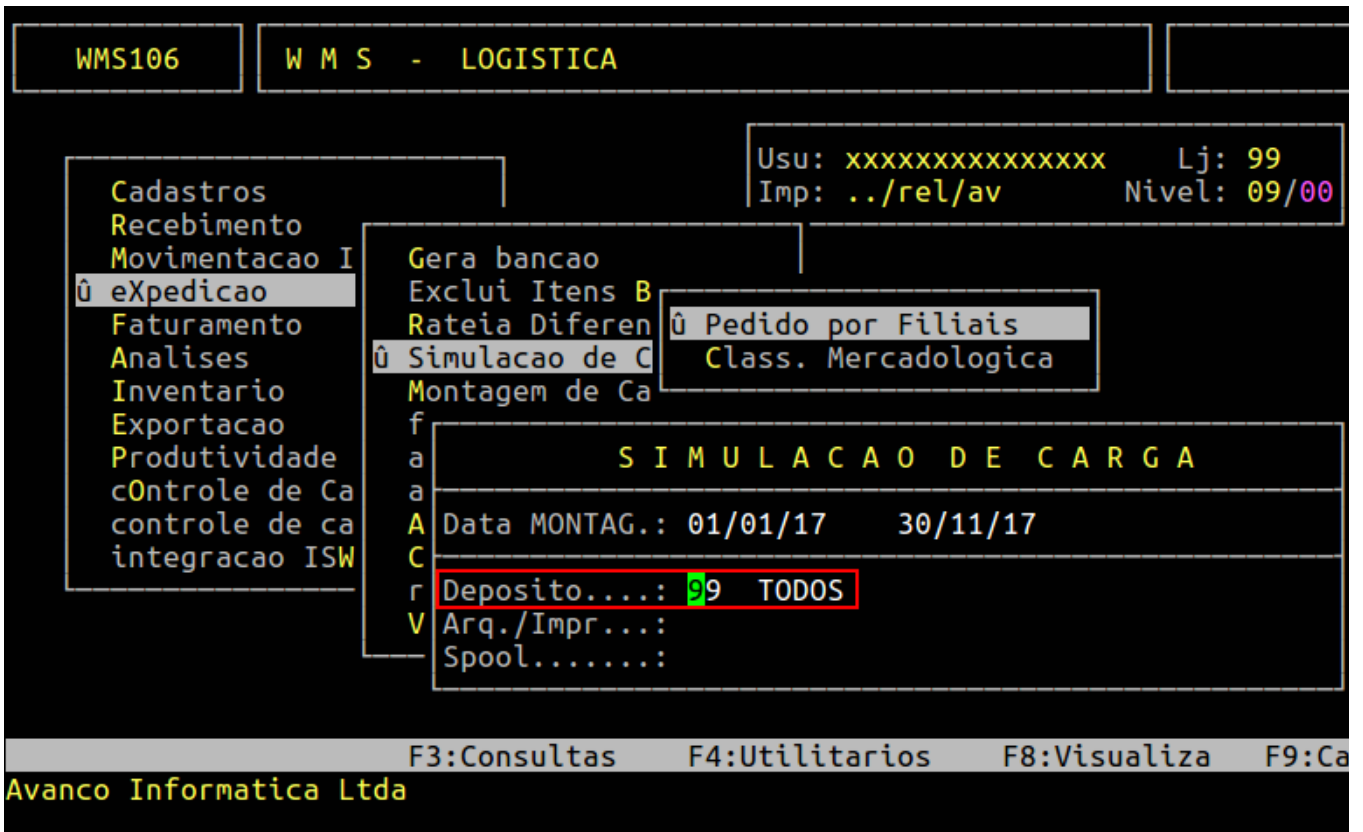 WMS106 W M S - LOGISTICA
Usu: xxxxxxxxxxxxxxx Lj: 99
Imp: ../rel/av Nivel: 09/00
Cadastros
Recebimento
Movimentacao I
û eXpedicao
Faturamento
Analises
Inventario
Exportacao
Produtividade
cOntrole de Ca
controle de ca
integracao ISW
Gera bancao
Exclui Itens B
Rateia Diferen
û Simulacao de C
Montagem de Ca
f
a
a
A
C
r
V
û Pedido por Filiais
Class. Mercadologica
S I M U L A C A O D E C A R G A
Data MONTAG.: 01/01/17 30/11/17
Deposito....: 99 TODOS
Arq./Impr...:
Spool.......:
F3:Consultas F4:Utilitarios F8:Visualiza F9:Ca
Avanco Informatica Ltda